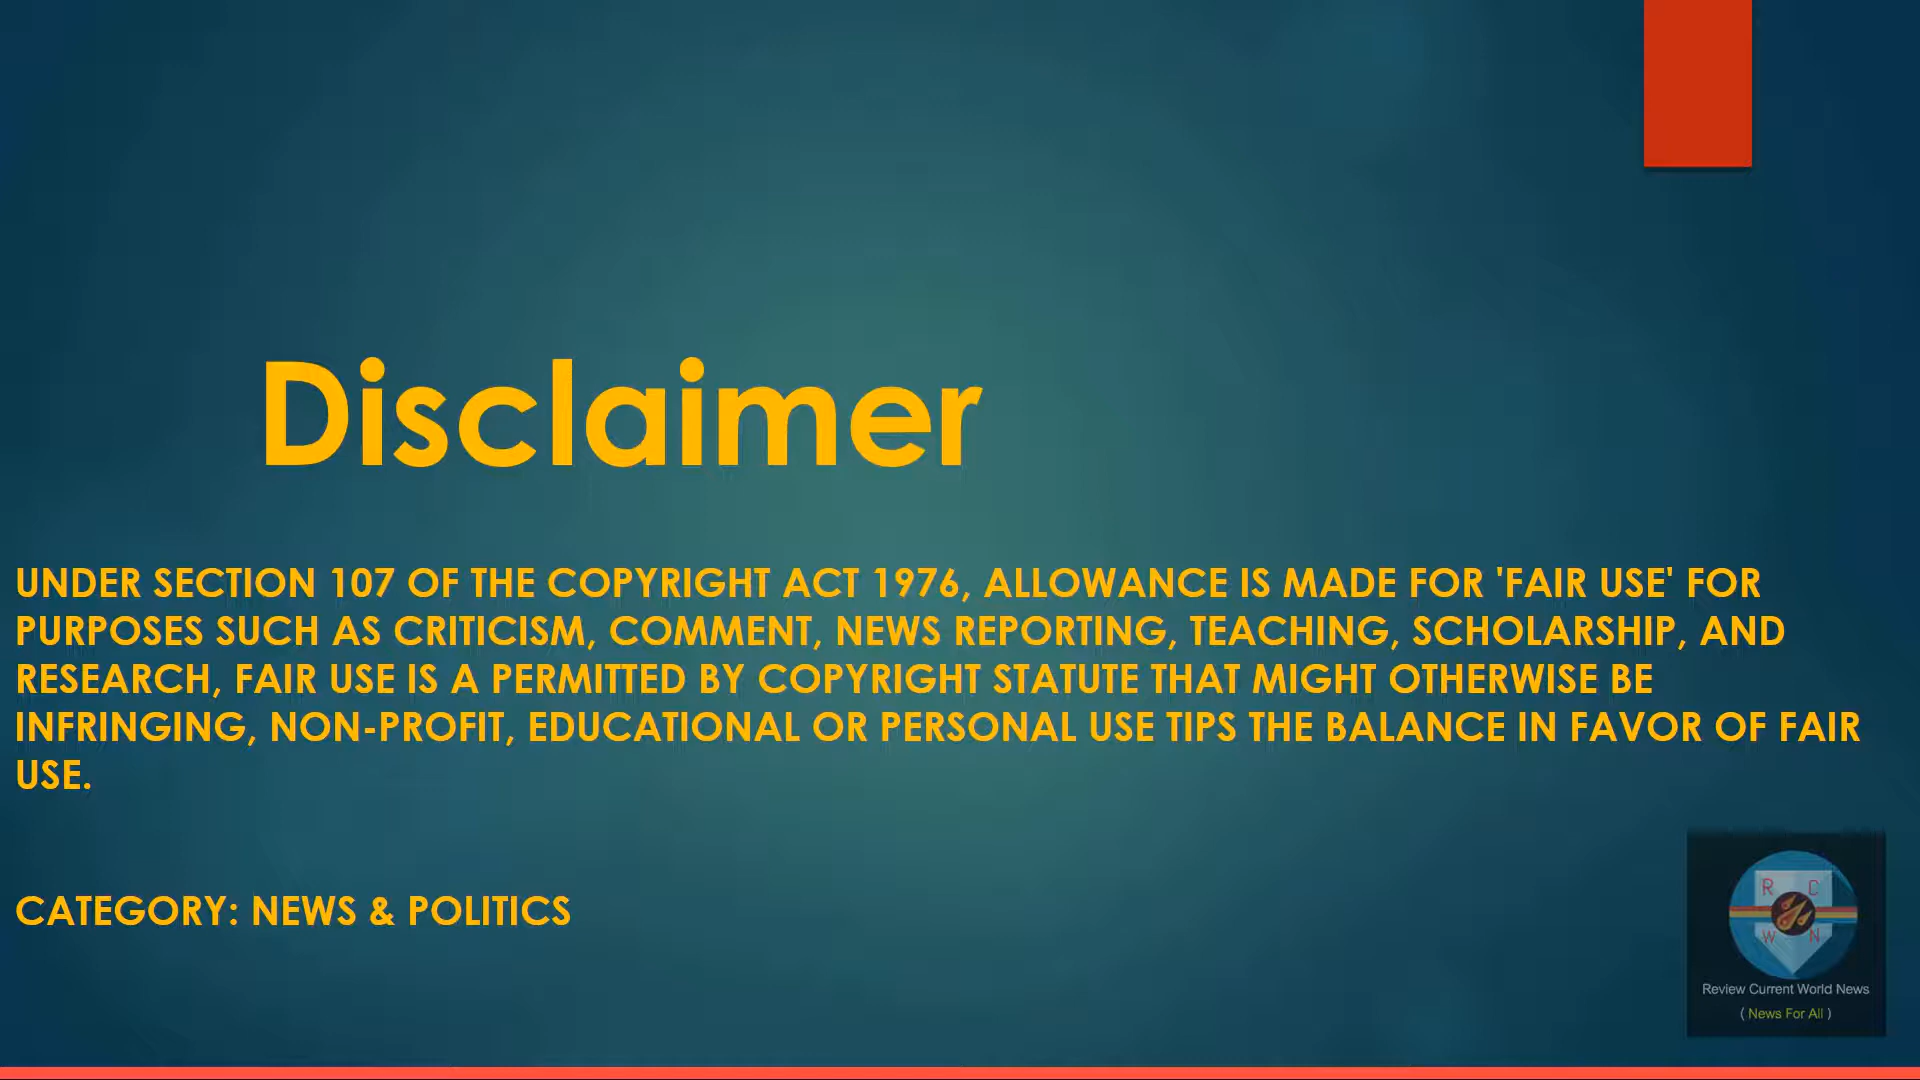 Disclaimer
UNDER SECTION 107 OF THE COPYRIGHT ACT 1976, ALLOWANCE IS MADE FOR 'FAIR USE' FOR
PURPOSES SUCH AS CRITICISM, COMMENT, NEWS REPORTING, TEACHING, SCHOLARSHIP, AND
RESEARCH, FAIR USE IS A PERMITTED BY COPYRIGHT STATUTE THAT MIGHT OTHERWISE BE
INFRINGING, NON-PROFIT, EDUCATIONAL OR PERSONAL USE TIPS THE BALANCE IN FAVOR OF FAIR
USE.
CATEGORY: NEWS & POLITICS
R C
W N
Review Current World News
( News For All )